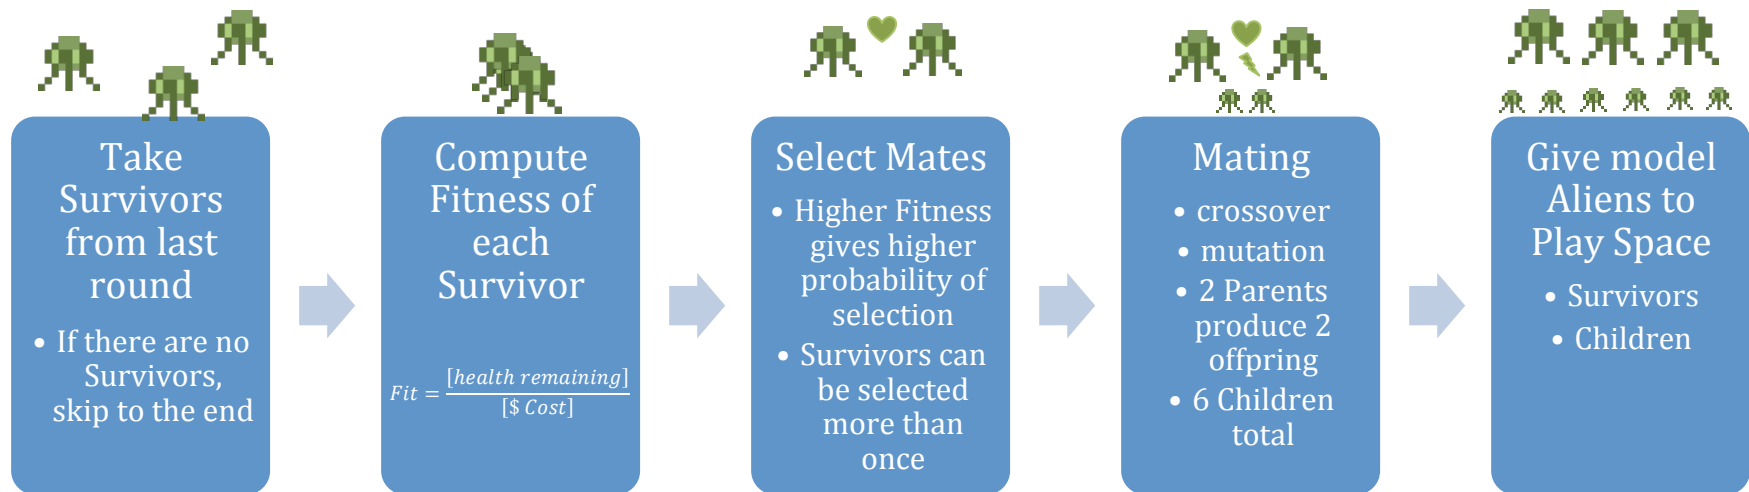 Take
Survivors
from last
round
• If there are no
Survivors,
skip to the end
Compute
Fitness of
each
Survivor
Fit = [health remaining] / [$ Cost]
Select Mates
• Higher Fitness
gives higher
probability of
selection
• Survivors can
be selected
more than
once
Mating
• crossover
• mutation
• 2 Parents
produce 2
offpring
• 6 Children
total
Give model
Aliens to
Play Space
• Survivors
• Children